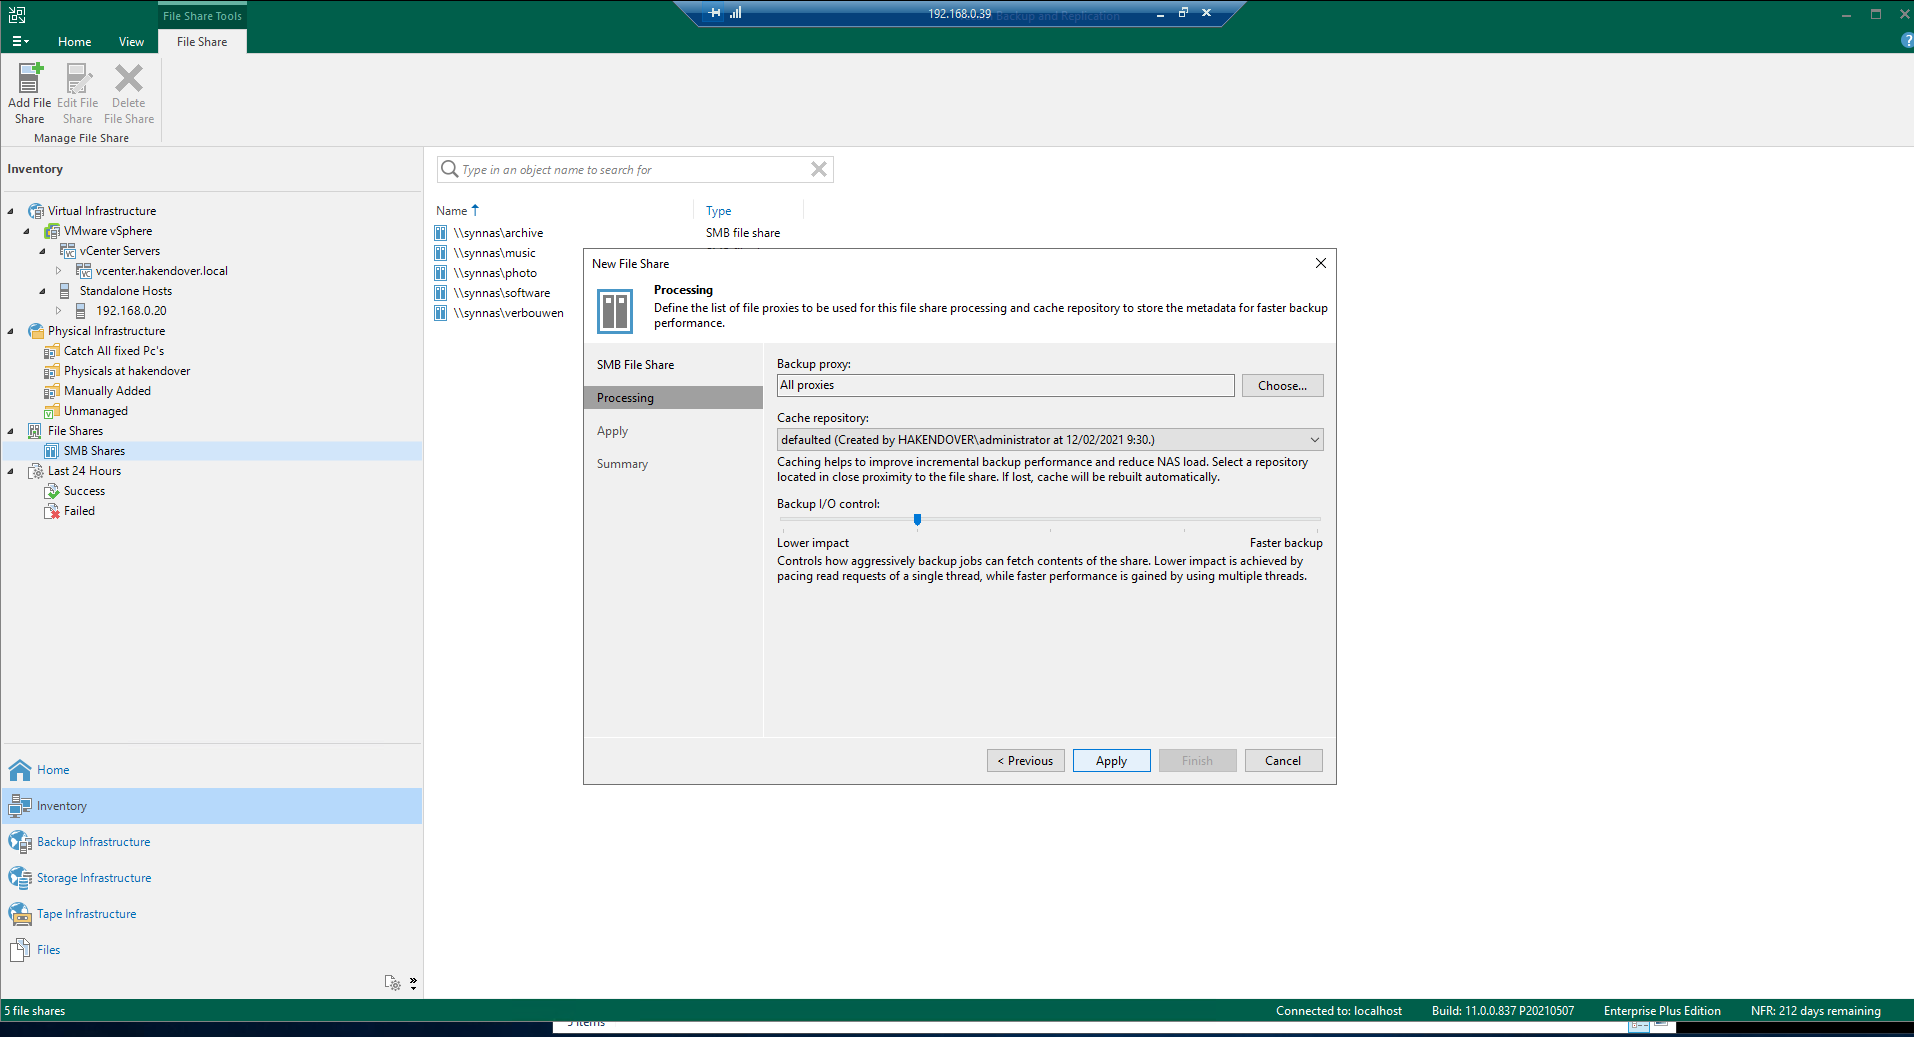 File Share Tools
192.168.0.39
Backup and Replication
Home
View
File Share
Add File Share
Edit File Share
Delete File Share
Manage File Share
Inventory
Virtual Infrastructure
VMware vSphere
vCenter Servers
vcenter.hakendover.local
Standalone Hosts
192.168.0.20
Physical Infrastructure
Catch All fixed Pc's
Physicals at hakendover
Manually Added
Unmanaged
File Shares
SMB Shares
Last 24 Hours
Success
Failed
Home
Inventory
Backup Infrastructure
Storage Infrastructure
Tape Infrastructure
Files
Type in an object name to search for
Name
Type
\\synnas\archive
SMB file share
\\synnas\music
\\synnas\photo
\\synnas\software
\\synnas\verbouwen
New File Share
Processing
Define the list of file proxies to be used for this file share processing and cache repository to store the metadata for faster backup
performance.
SMB File Share
Processing
Apply
Summary
Backup proxy:
All proxies
Choose...
Cache repository:
defaulted (Created by HAKENDOVER\administrator at 12/02/2021 9:30.)
Caching helps to improve incremental backup performance and reduce NAS load. Select a repository
located in close proximity to the file share. If lost, cache will be rebuilt automatically.
Backup I/O control:
Lower impact
Faster backup
Controls how aggressively backup jobs can fetch contents of the share. Lower impact is achieved by
pacing read requests of a single thread, while faster performance is gained by using multiple threads.
< Previous
Apply
Finish
Cancel
5 file shares
Connected to: localhost
Build: 11.0.0.837 P20210507
Enterprise Plus Edition
NFR: 212 days remaining
items